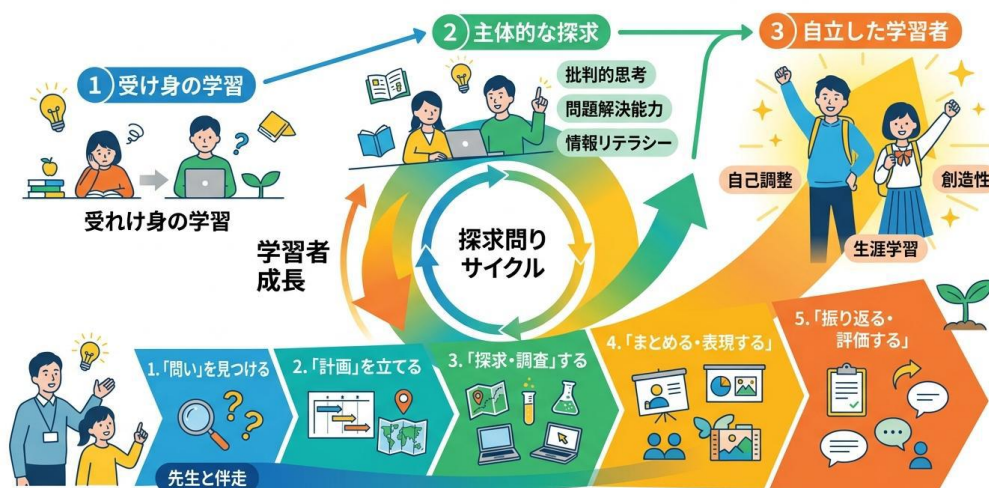 1 受け身の学習
2 主体的な探求
3 自立した学習者
批判的思考
問題解決能力
情報リテラシー
受れけ身の学習
自己調整
創造性
生涯学習
学習者
成長
探求問り
サイクル
1.「問い」を見つける
2.「計画」を立てる
3.「探求・調査」する
4.「まとめる・表現する」
5.「振り返る・
評価する」
先生と伴走